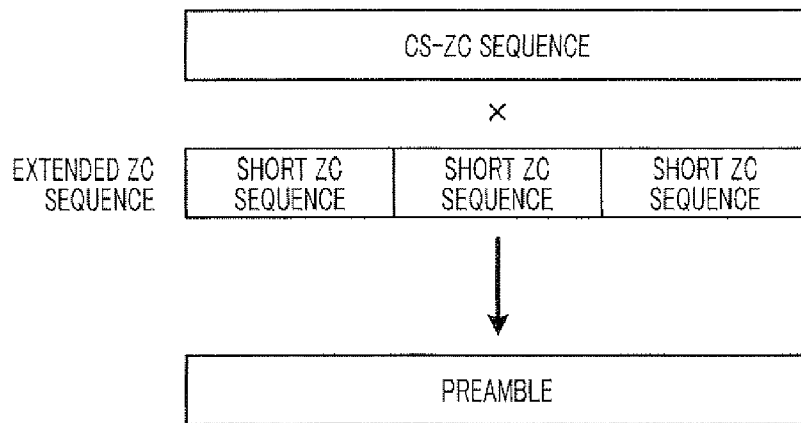 CS-ZC SEQUENCE
×
EXTENDED ZC
SEQUENCE
SHORT ZC
SEQUENCE
SHORT ZC
SEQUENCE
SHORT ZC
SEQUENCE
PREAMBLE